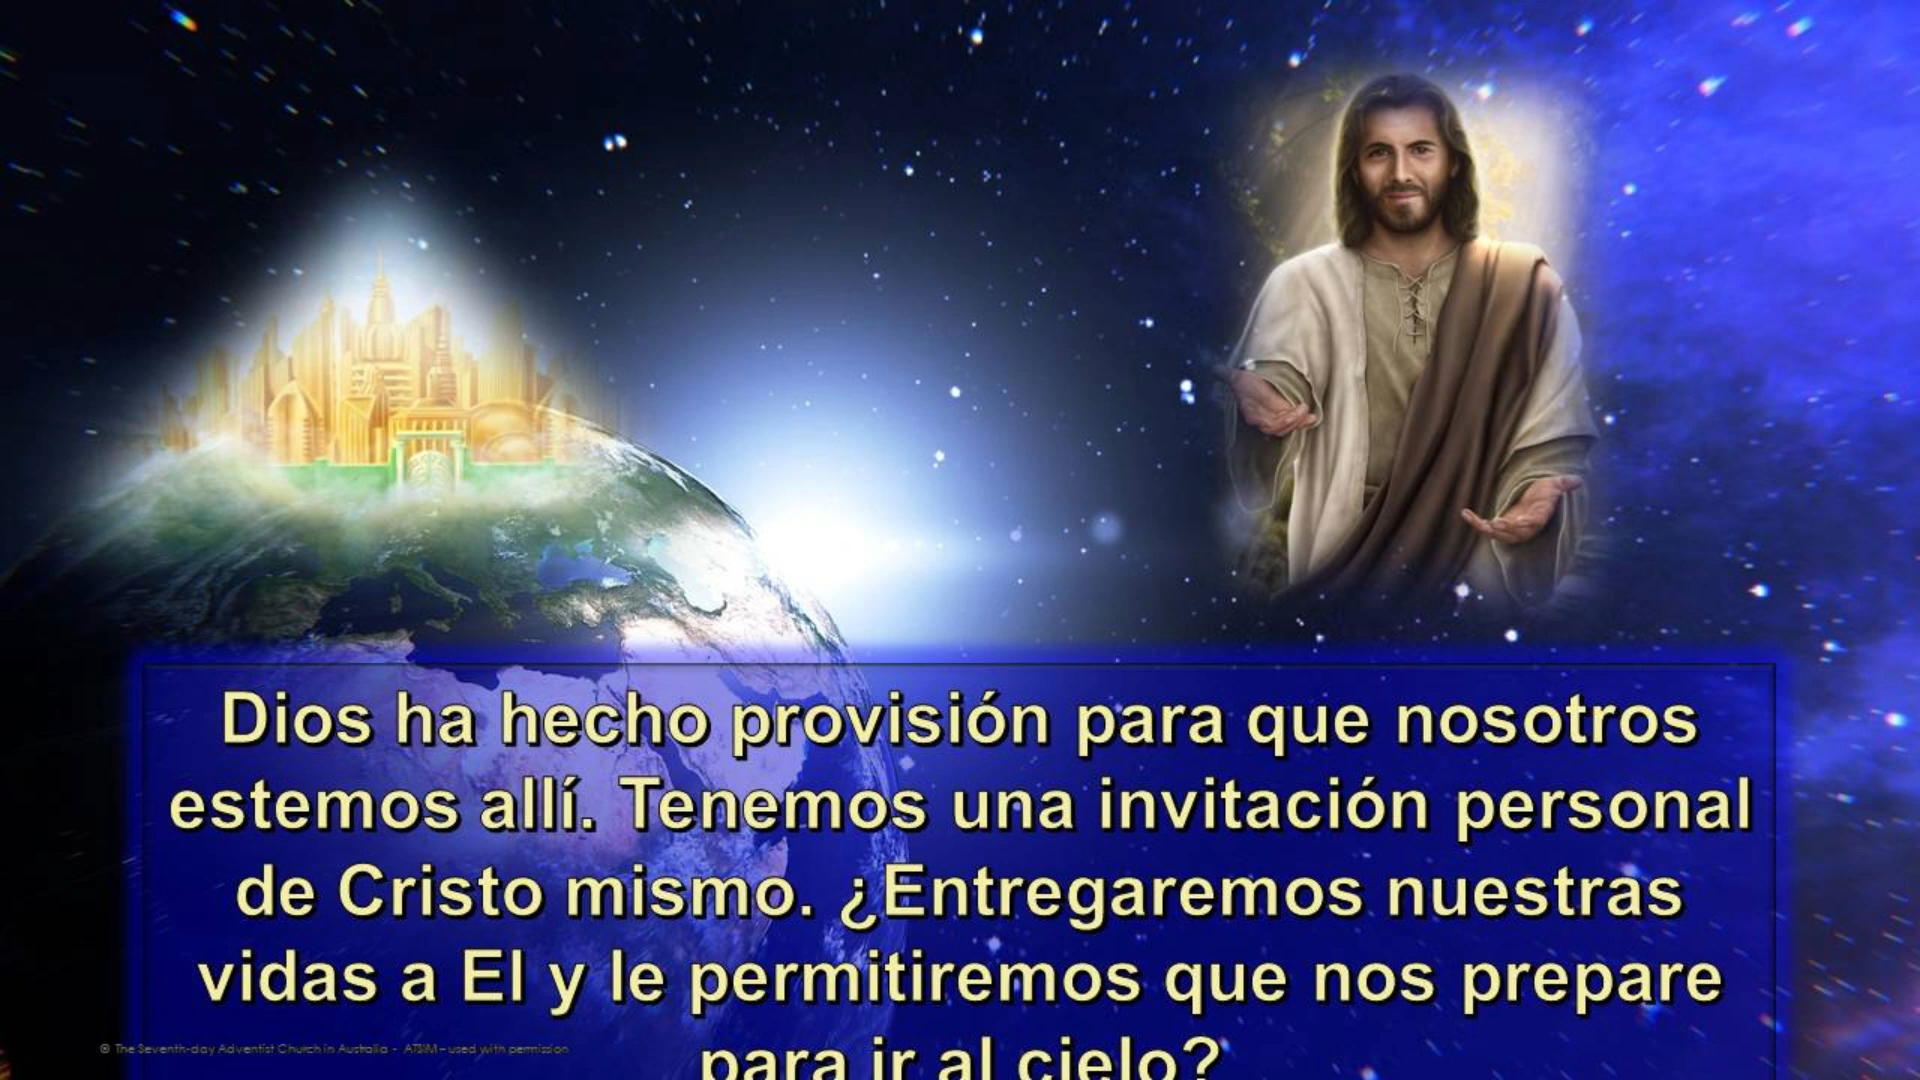 Dios ha hecho provisión para que nosotros
estemos allí. Tenemos una invitación personal
de Cristo mismo. ¿Entregaremos nuestras
vidas a El y le permitiremos que nos prepare
para ir al cielo?
© The Seventh-day Adventist Church in Australia - ATSIM – used with permission